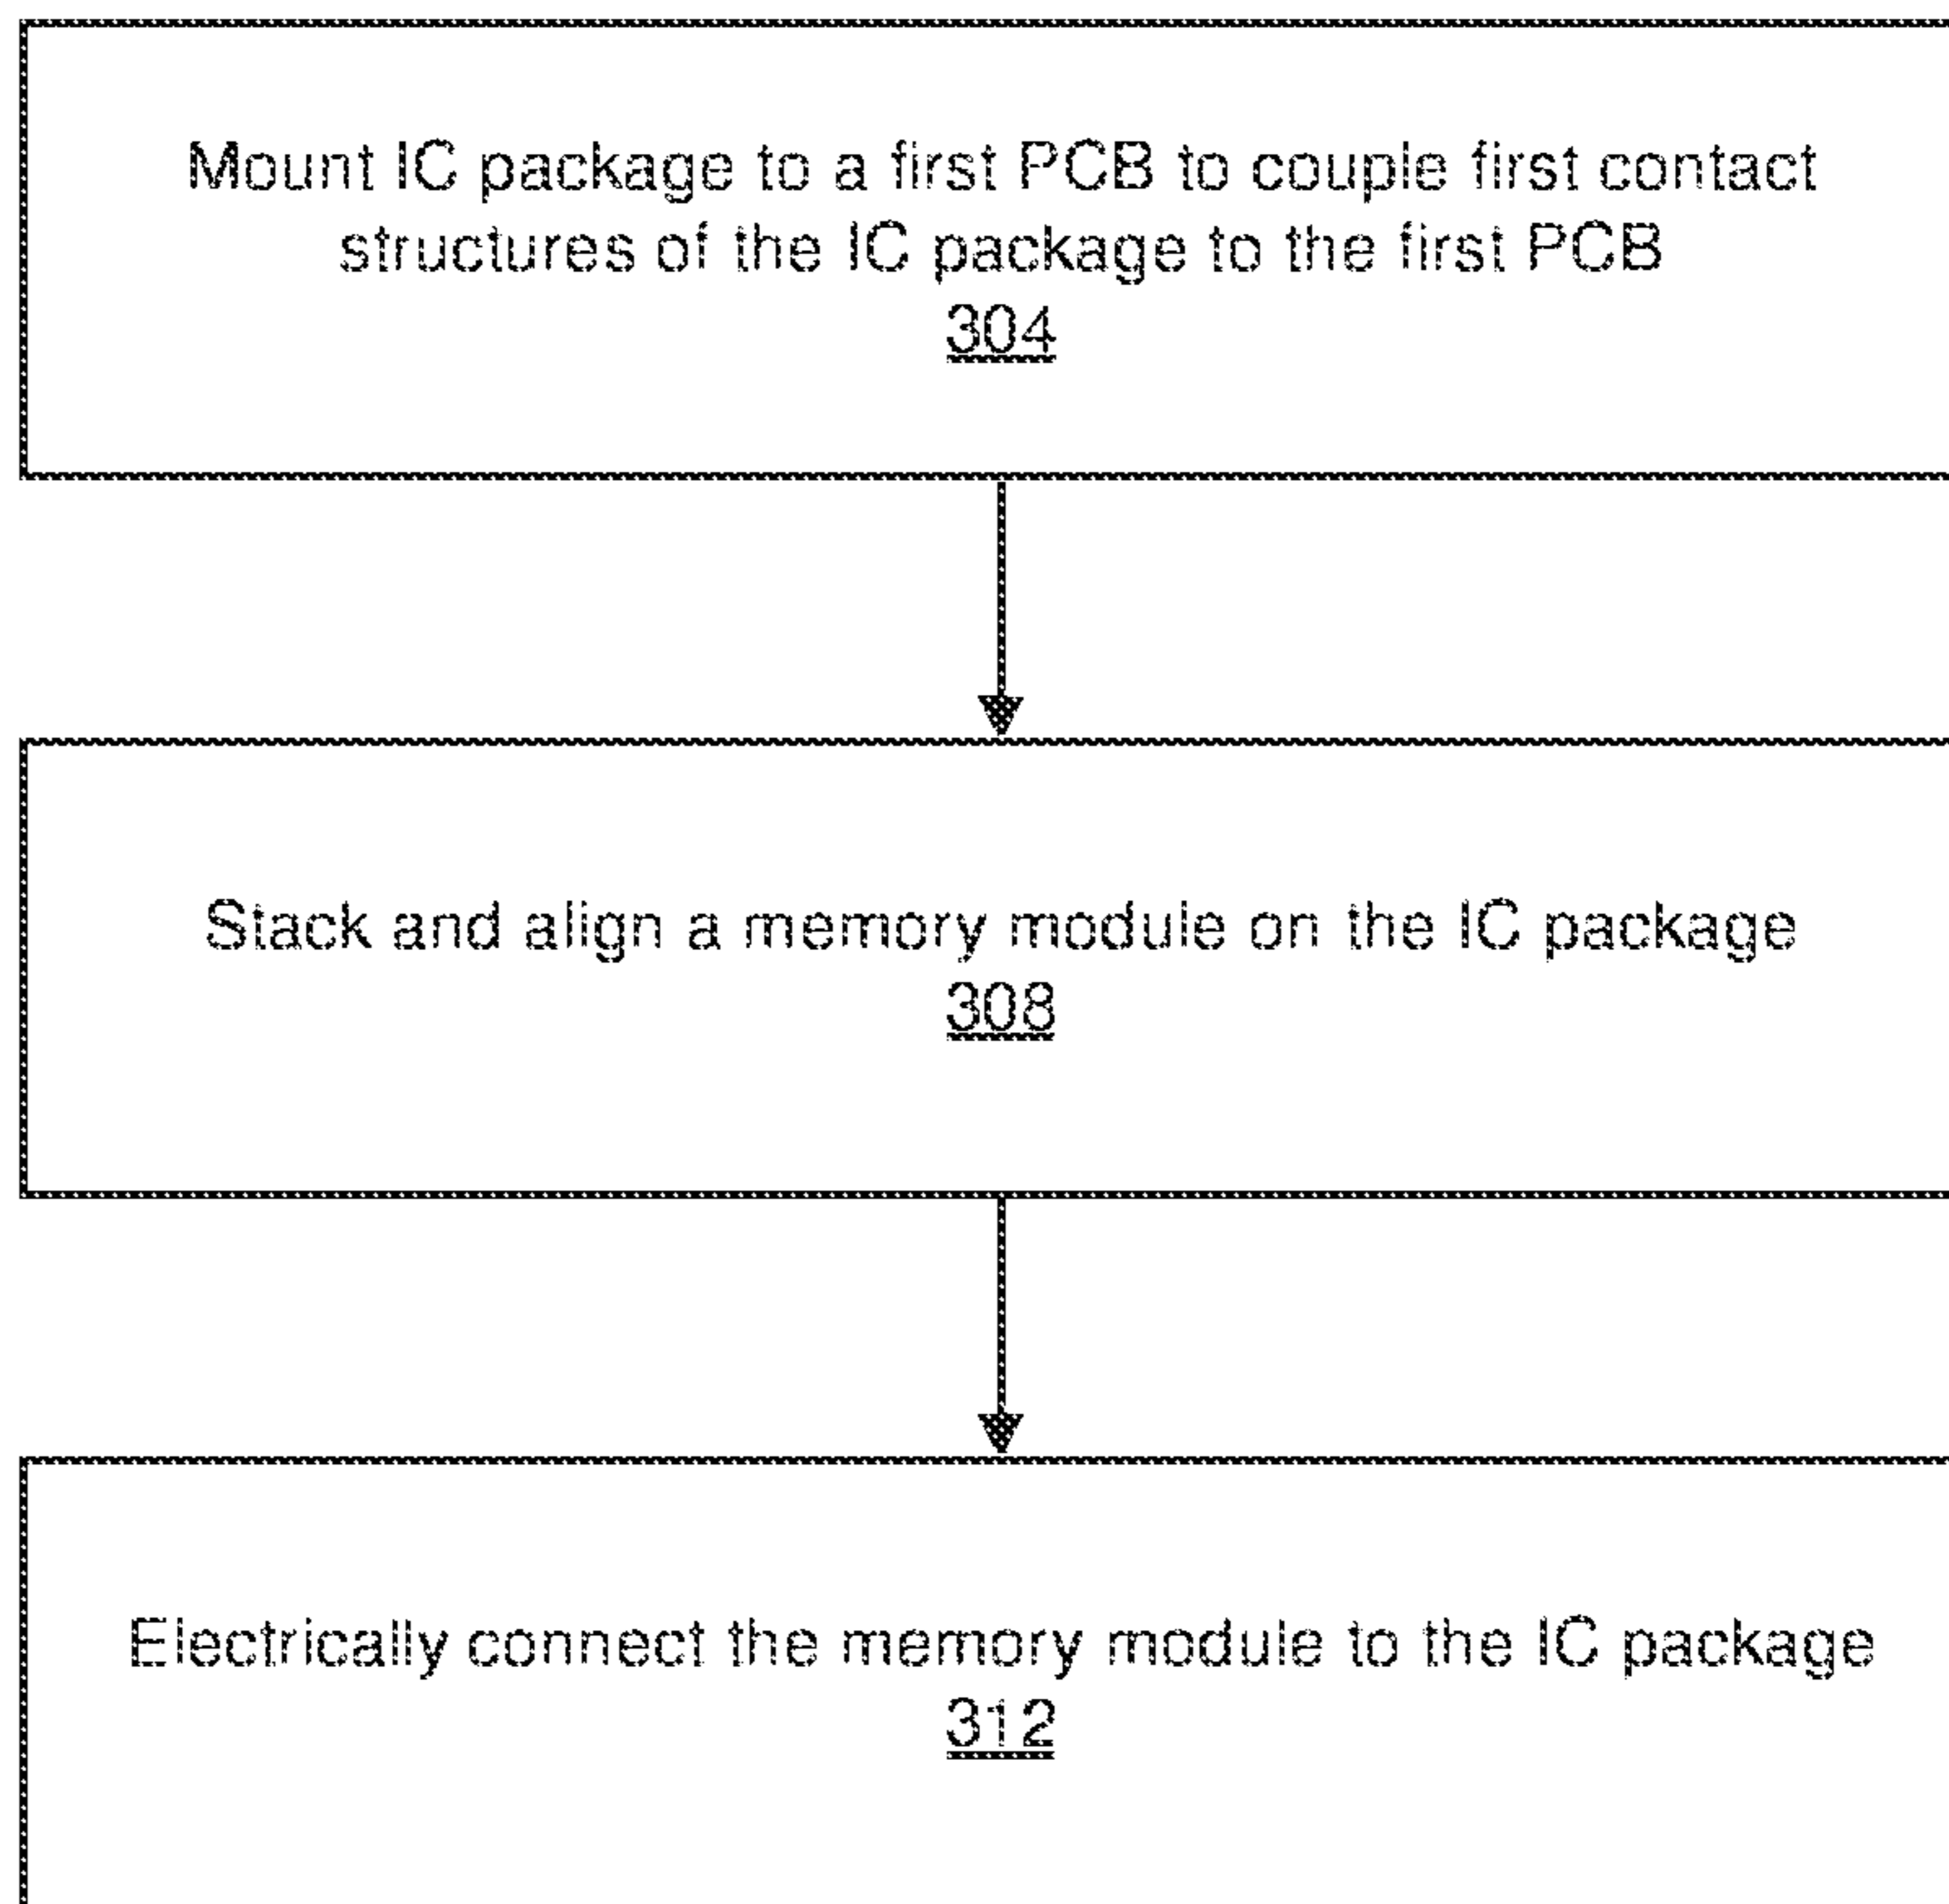 Mount IC package to a first PCB to couple first contact
structures of the IC package to the first PCB
304
Stack and align a memory module on the IC package
308
Electrically connect the memory module to the IC package
312